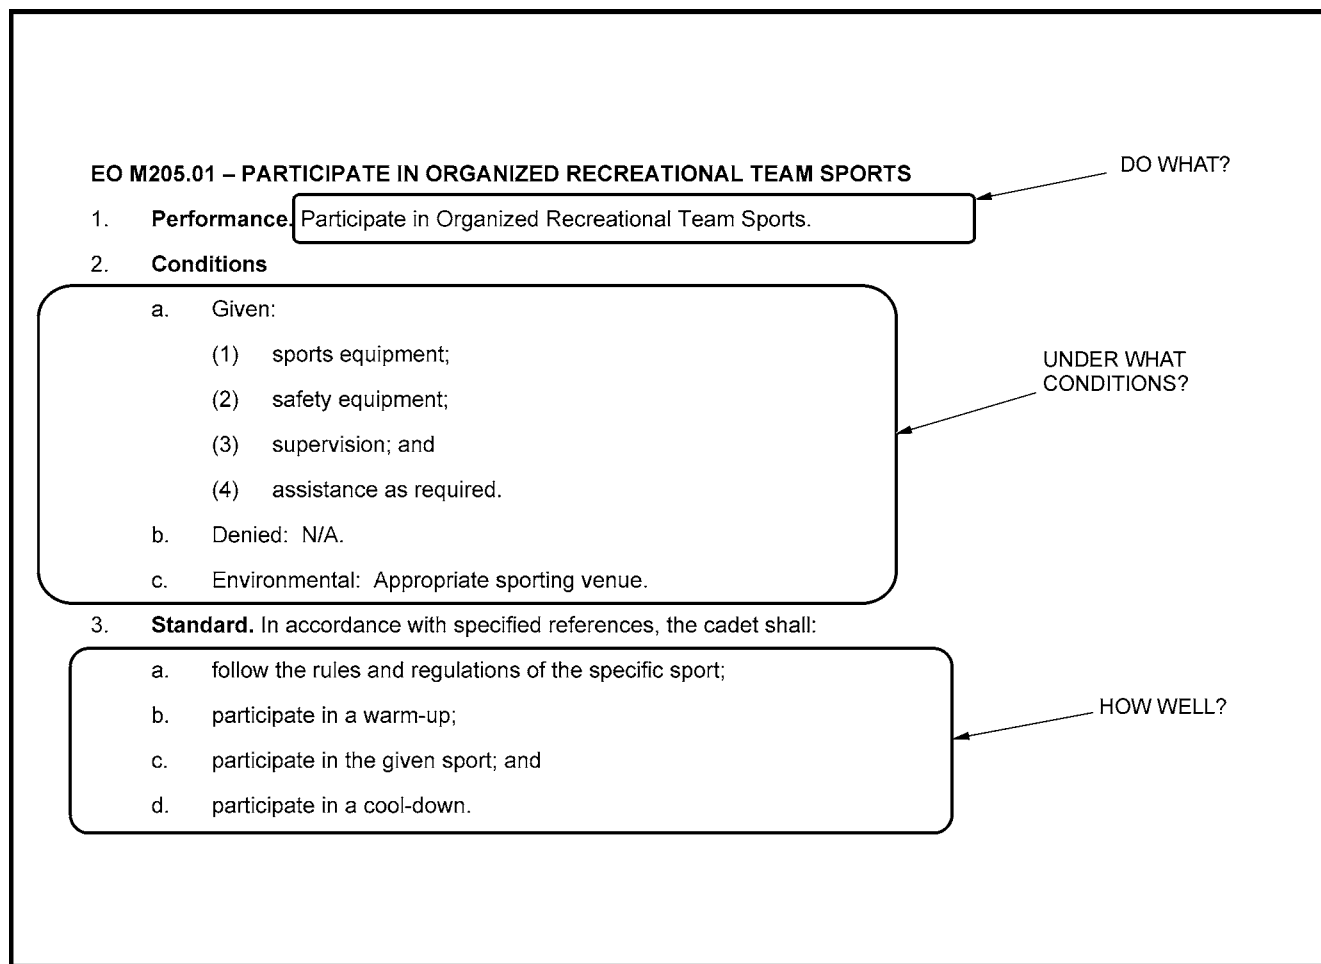 DO WHAT?
EO M205.01 – PARTICIPATE IN ORGANIZED RECREATIONAL TEAM SPORTS
1. Performance. Participate in Organized Recreational Team Sports.
2. Conditions
a. Given:
(1) sports equipment;
(2) safety equipment;
(3) supervision; and
(4) assistance as required.
b. Denied: N/A.
c. Environmental: Appropriate sporting venue.
UNDER WHAT
CONDITIONS?
3. Standard. In accordance with specified references, the cadet shall:
a. follow the rules and regulations of the specific sport;
b. participate in a warm-up;
c. participate in the given sport; and
d. participate in a cool-down.
HOW WELL?